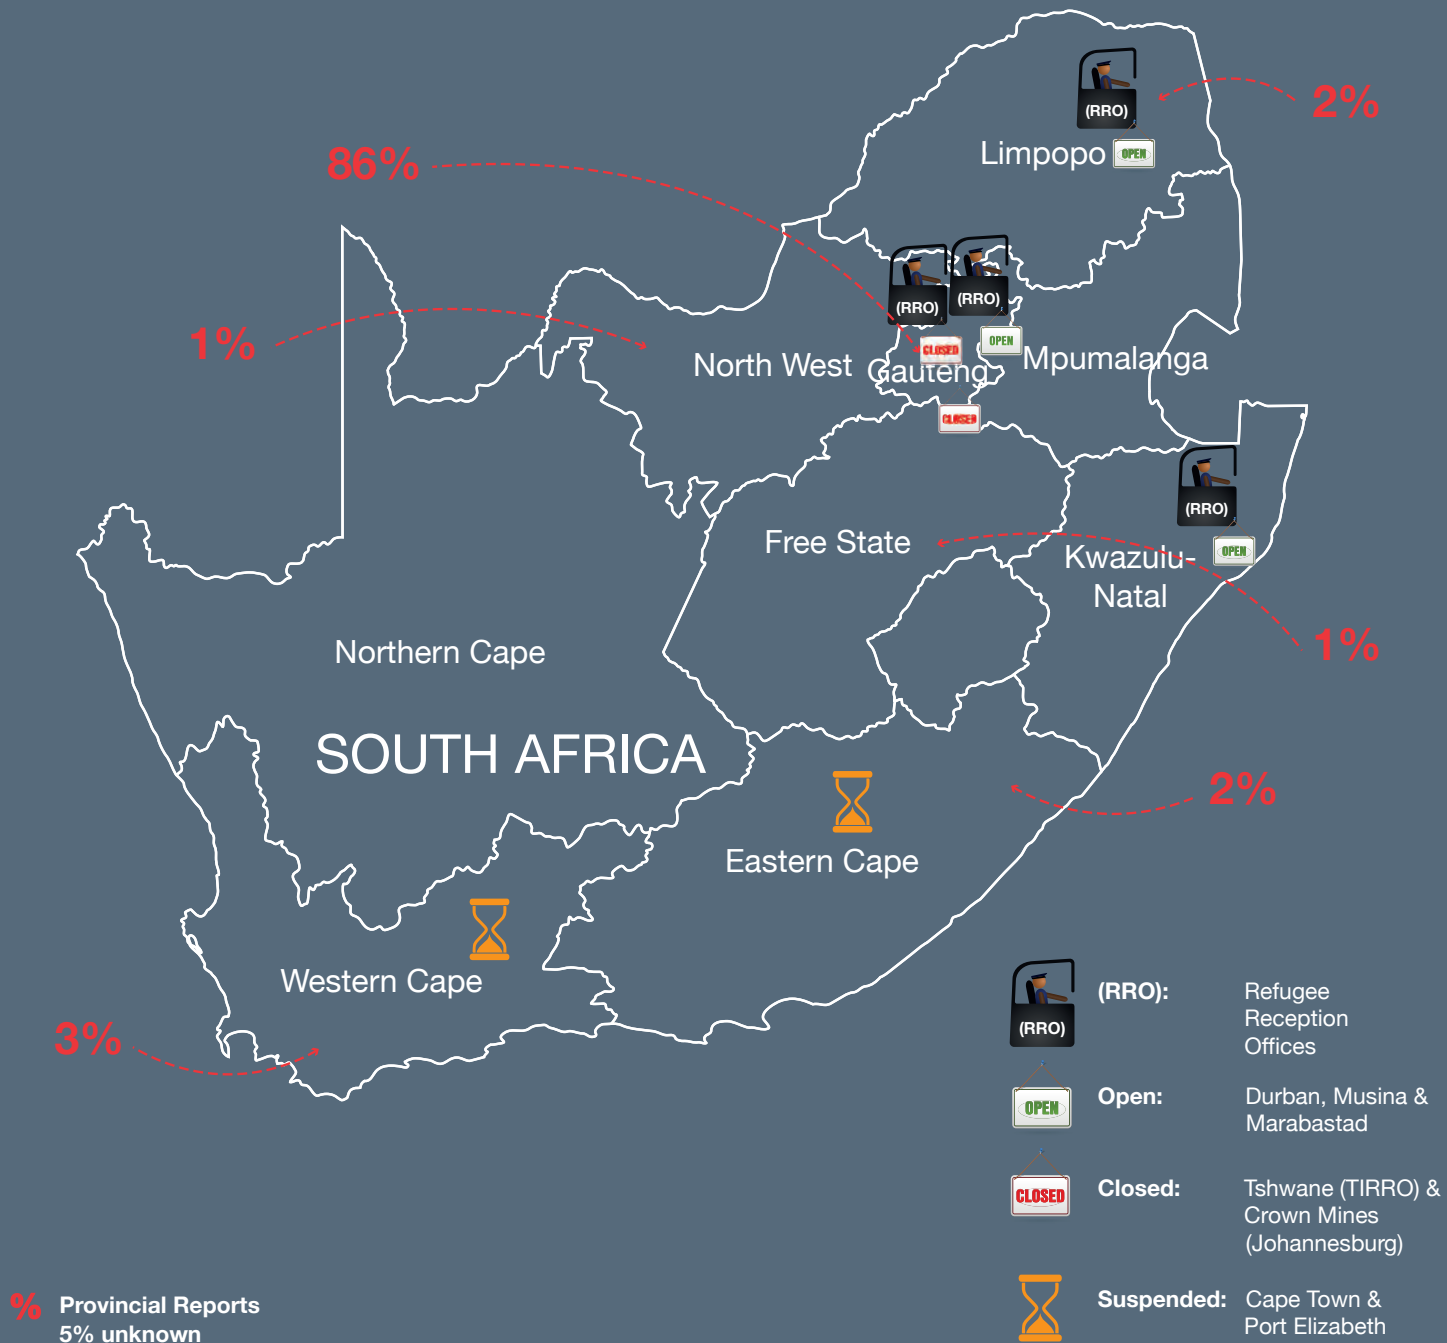 (RRO)
2%
Limpopo
OPEN
86%
(RRO)
(RRO)
1%
North West
CLOSED
OPEN
Gauteng
Mpumalanga
CLOSED
(RRO)
Free State
Kwazulu-
Natal
OPEN
Northern Cape
1%
SOUTH AFRICA
2%
Eastern Cape
Western Cape
3%
(RRO)
(RRO):
Refugee
Reception
Offices
OPEN
Open:
Durban, Musina &
Marabastad
CLOSED
Closed:
Tshwane (TIRRO) &
Crown Mines
(Johannesburg)
Suspended:
Cape Town &
Port Elizabeth
% Provincial Reports
5% unknown